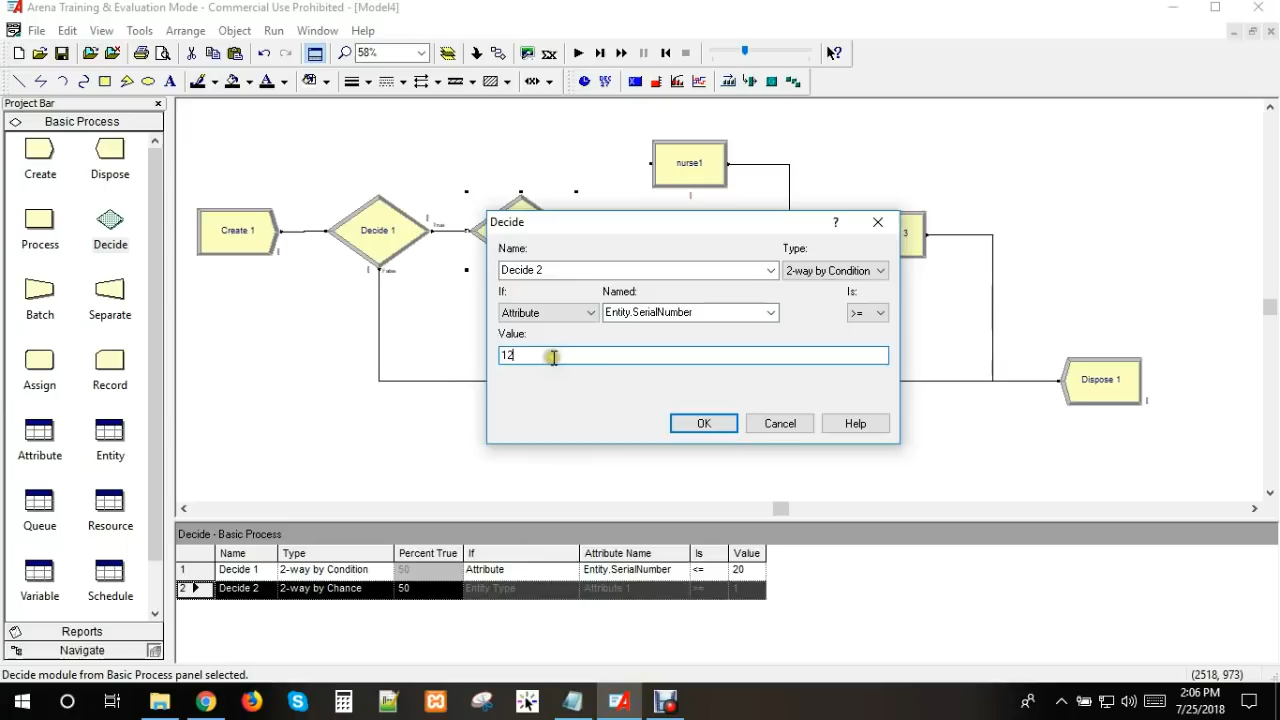 Arena Training & Evaluation Mode - Commercial Use Prohibited - [Model4]
File Edit View Tools Arrange Object Run Window Help
58%
Project Bar
Basic Process
Create Dispose
Process Decide
Batch Separate
Assign Record
Attribute Entity
Queue Resource
Variable Schedule
Reports
Navigate
nurse1
Create 1
Decide 1
True
False
3
Dispose 1
Decide
Name: Type:
Decide 2 2-way by Condition
If: Named: Is:
Attribute Entity.SerialNumber >=
Value:
12
OK Cancel Help
Decide - Basic Process
Name Type Percent True If Attribute Name Is Value
1 Decide 1 2-way by Condition 50 Attribute Entity.SerialNumber <= 20
2 Decide 2 2-way by Chance 50 Entity Type Attribute 1 >= 1
Decide module from Basic Process panel selected. (2518, 973)
2:06 PM
7/25/2018